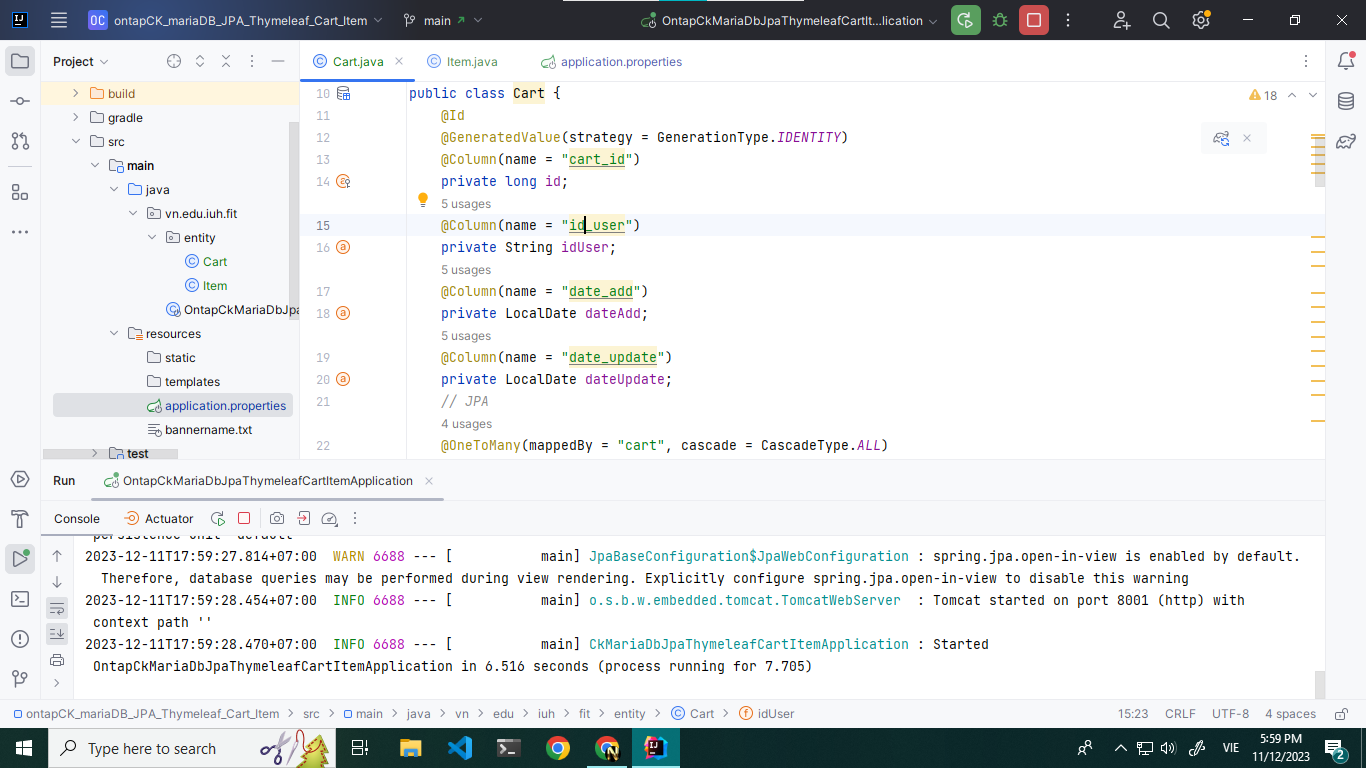 OC ontapCK_mariaDB_JPA_Thymeleaf_Cart_Item main OntapCkMariaDbJpaThymeleafCartIt...lication
Project
build
gradle
src
main
java
vn.edu.iuh.fit
entity
Cart
Item
OntapCkMariaDbJpa
resources
static
templates
application.properties
bannername.txt
test
Cart.java Item.java application.properties
18
10 public class Cart {
11 @Id
12 @GeneratedValue(strategy = GenerationType.IDENTITY)
13 @Column(name = "cart_id")
14 private long id;
5 usages
15 @Column(name = "id_user")
16 private String idUser;
5 usages
17 @Column(name = "date_add")
18 private LocalDate dateAdd;
5 usages
19 @Column(name = "date_update")
20 private LocalDate dateUpdate;
21 // JPA
4 usages
22 @OneToMany(mappedBy = "cart", cascade = CascadeType.ALL)
Run OntapCkMariaDbJpaThymeleafCartItemApplication
Console Actuator
persistence unit 'default'
2023-12-11T17:59:27.814+07:00 WARN 6688 --- [ main] JpaBaseConfiguration$JpaWebConfiguration : spring.jpa.open-in-view is enabled by default.
Therefore, database queries may be performed during view rendering. Explicitly configure spring.jpa.open-in-view to disable this warning
2023-12-11T17:59:28.454+07:00 INFO 6688 --- [ main] o.s.b.w.embedded.tomcat.TomcatWebServer : Tomcat started on port 8001 (http) with
context path ''
2023-12-11T17:59:28.470+07:00 INFO 6688 --- [ main] CkMariaDbJpaThymeleafCartItemApplication : Started
OntapCkMariaDbJpaThymeleafCartItemApplication in 6.516 seconds (process running for 7.705)
ontapCK_mariaDB_JPA_Thymeleaf_Cart_Item > src > main > java > vn > edu > iuh > fit > entity > Cart > idUser 15:23 CRLF UTF-8 4 spaces
Type here to search
VIE
5:59 PM
11/12/2023
2